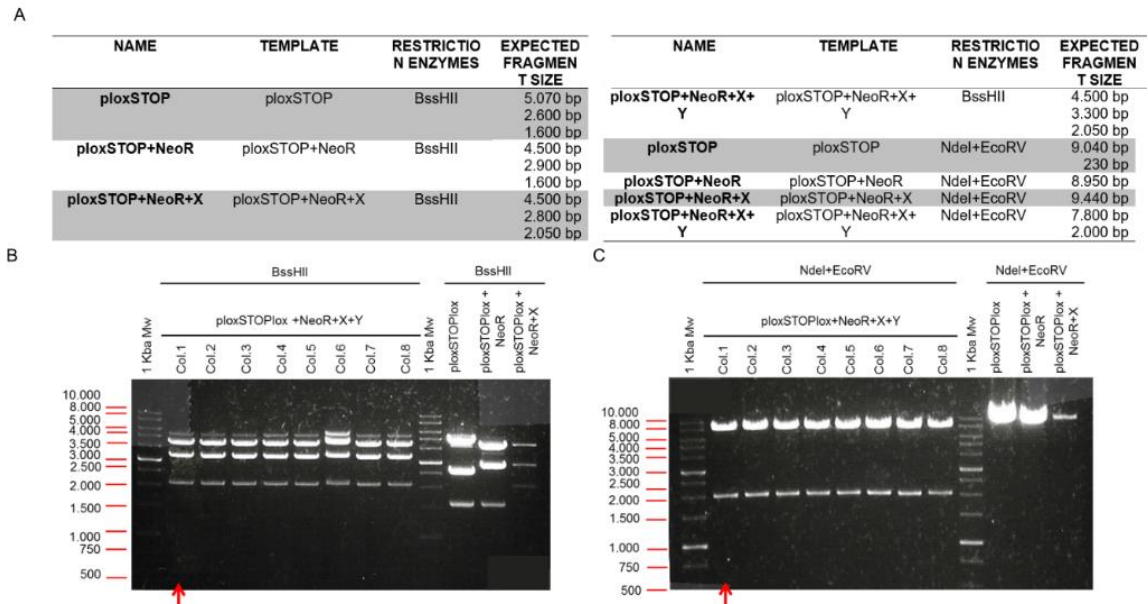 A
NAME TEMPLATE RESTRICTIO EXPECTED
N ENZYMES FRAGMEN
T SIZE
ploxSTOP ploxSTOP BssHII 5.070 bp
2.600 bp
1.600 bp
ploxSTOP+NeoR ploxSTOP+NeoR BssHII 4.500 bp
2.900 bp
1.600 bp
ploxSTOP+NeoR+X ploxSTOP+NeoR+X BssHII 4.500 bp
2.800 bp
2.050 bp
NAME TEMPLATE RESTRICTIO EXPECTED
N ENZYMES FRAGMEN
T SIZE
ploxSTOP+NeoR+X+ ploxSTOP+NeoR+X+ BssHII 4.500 bp
Y Y 3.300 bp
2.050 bp
ploxSTOP ploxSTOP NdeI+EcoRV 9.040 bp
230 bp
ploxSTOP+NeoR ploxSTOP+NeoR NdeI+EcoRV 8.950 bp
ploxSTOP+NeoR+X ploxSTOP+NeoR+X NdeI+EcoRV 9.440 bp
ploxSTOP+NeoR+X+ ploxSTOP+NeoR+X+ NdeI+EcoRV 7.800 bp
Y Y 2.000 bp
B
BssHII BssHII
ploxSTOPlox +NeoR+X+Y
1 Kba Mw
Col.1
Col.2
Col.3
Col.4
Col.5
Col.6
Col.7
Col.8
1 Kba Mw
ploxSTOPlox
ploxSTOPlox +
NeoR
ploxSTOPlox +
NeoR+X
10.000
8.000
5.000
4.000
3.500
3.000
2.500
2.000
1.500
1.000
750
500
C
NdeI+EcoRV NdeI+EcoRV
ploxSTOPlox+NeoR+X+Y
1 Kba Mw
Col.1
Col.2
Col.3
Col.4
Col.5
Col.6
Col.7
Col.8
1 Kba Mw
ploxSTOPlox
ploxSTOPlox +
NeoR
ploxSTOPlox +
NeoR+X
10.000
8.000
5.000
4.000
3.500
3.000
2.500
2.000
1.500
1.000
750
500